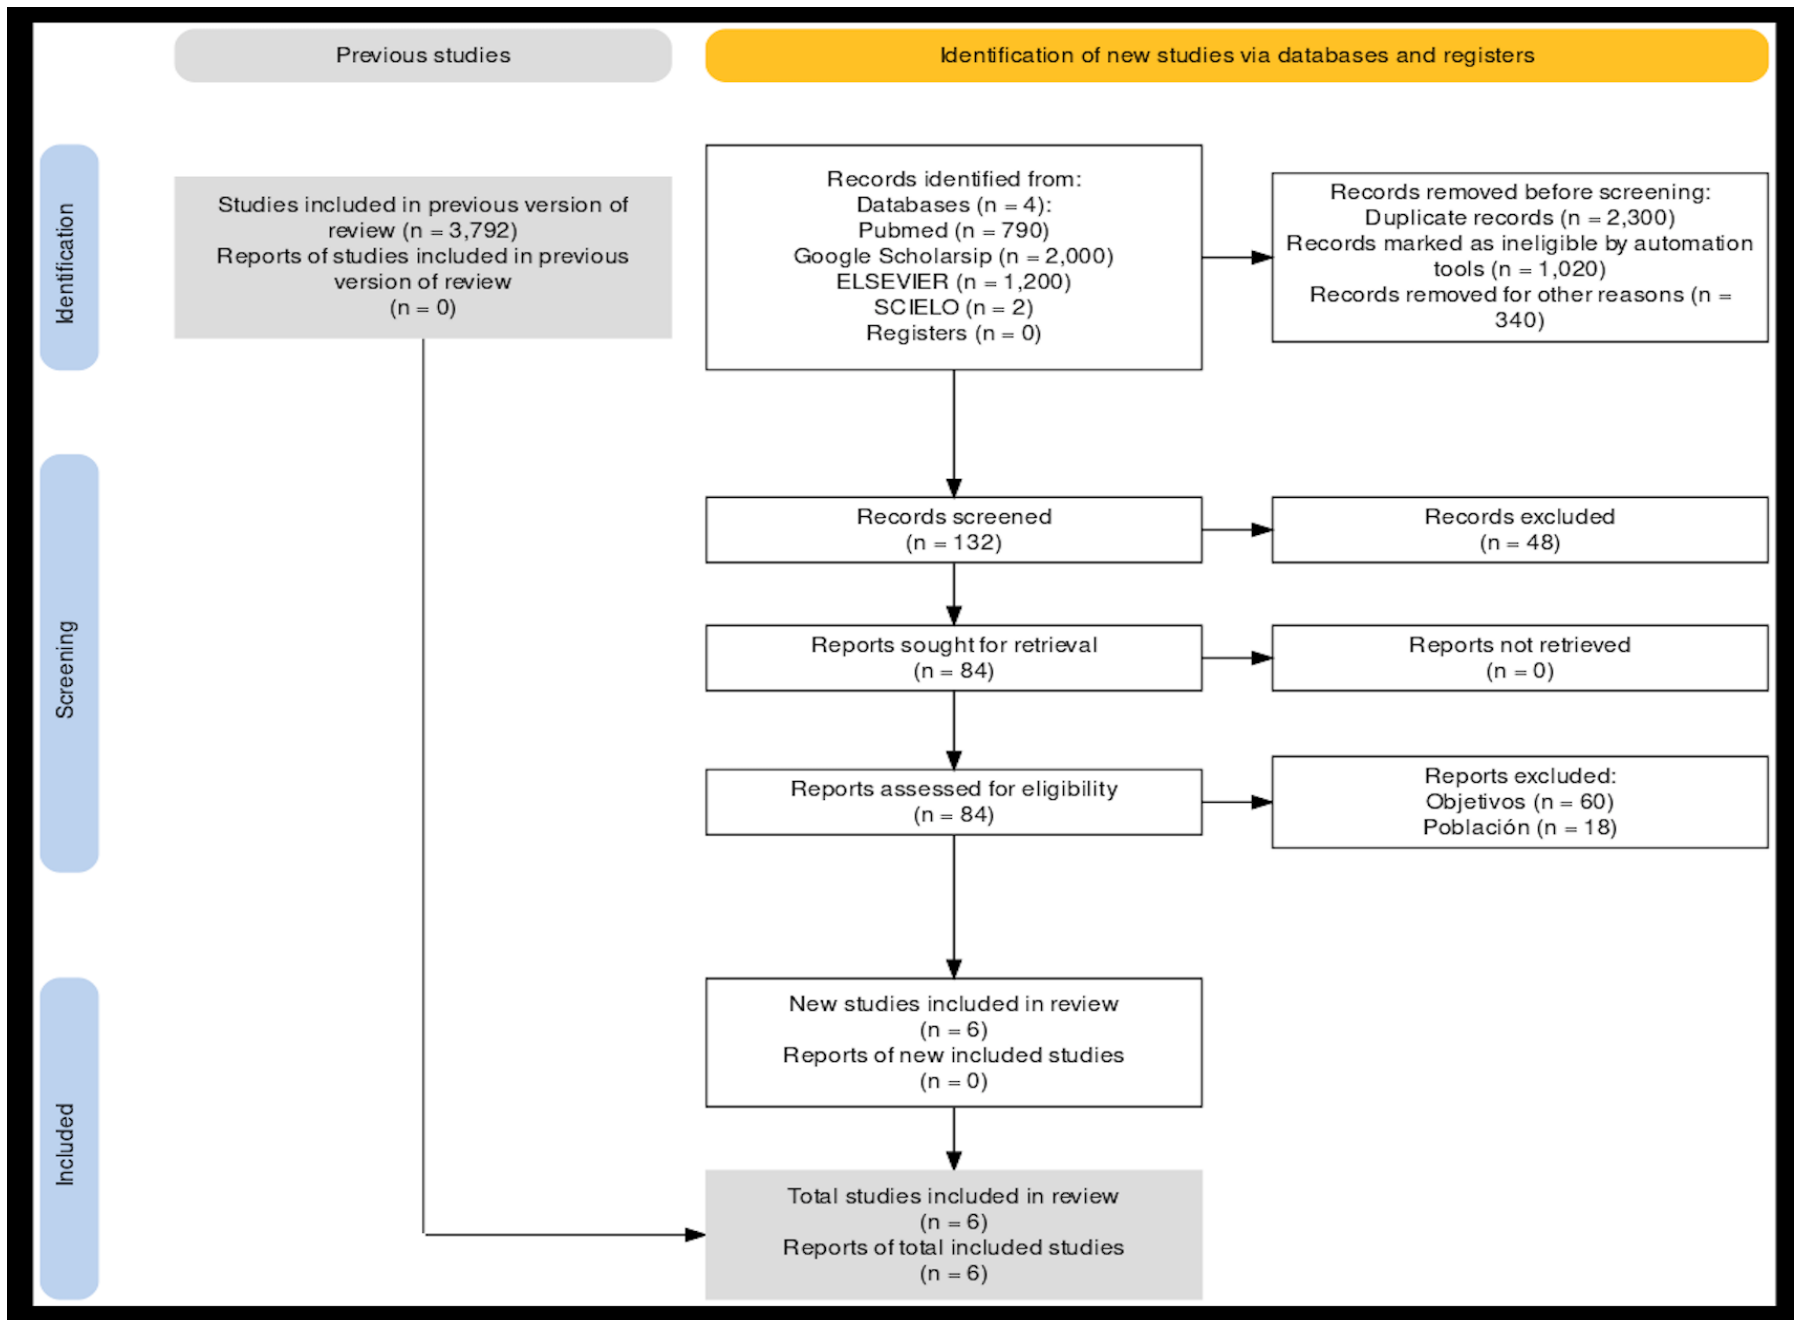 Previous studies
Identification of new studies via databases and registers
Identification
Studies included in previous version of
review (n = 3,792)
Reports of studies included in previous
version of review
(n = 0)
Records identified from:
Databases (n = 4):
Pubmed (n = 790)
Google Scholarsip (n = 2,000)
ELSEVIER (n = 1,200)
SCIELO (n = 2)
Registers (n = 0)
Records removed before screening:
Duplicate records (n = 2,300)
Records marked as ineligible by automation
tools (n = 1,020)
Records removed for other reasons (n =
340)
Screening
Records screened
(n = 132)
Records excluded
(n = 48)
Reports sought for retrieval
(n = 84)
Reports not retrieved
(n = 0)
Reports assessed for eligibility
(n = 84)
Reports excluded:
Objetivos (n = 60)
Población (n = 18)
Included
New studies included in review
(n = 6)
Reports of new included studies
(n = 0)
Total studies included in review
(n = 6)
Reports of total included studies
(n = 6)